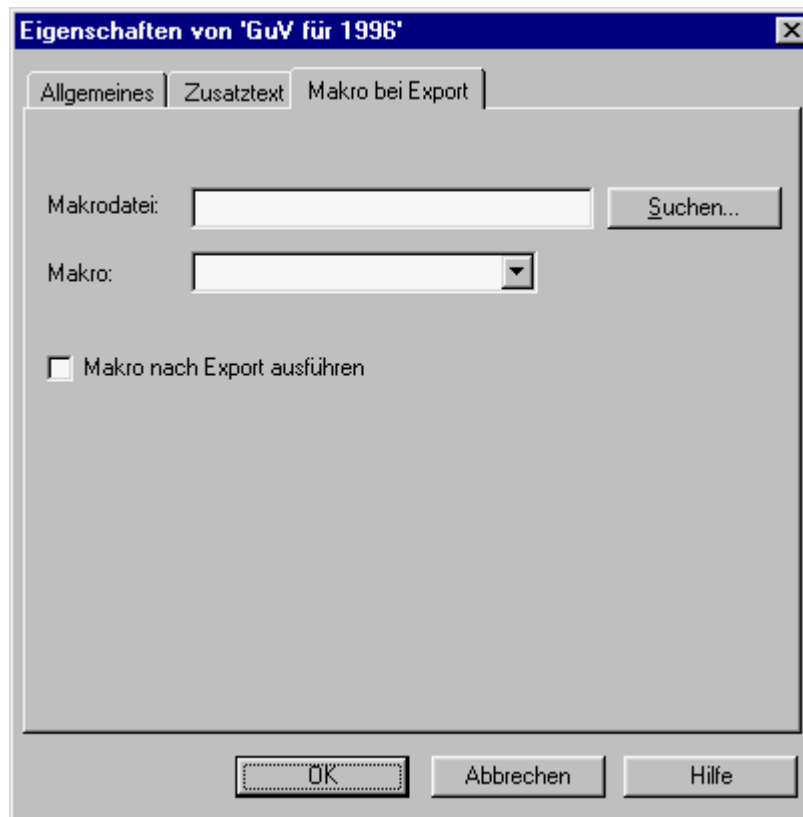 Eigenschaften von 'GuV für 1996'
Allgemeines Zusatztext Makro bei Export
Makrodatei: Suchen...
Makro:
Makro nach Export ausführen
OK Abbrechen Hilfe